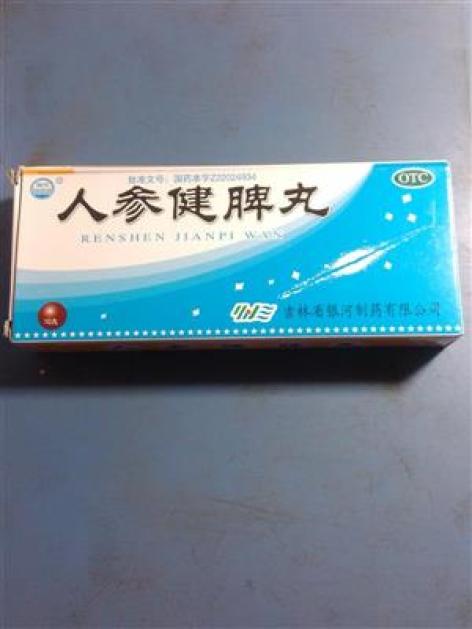 批准文号：国药准字Z22024934
OTC
人参健脾丸
RENSHEN JIANPI WAN
吉林省银河制药有限公司